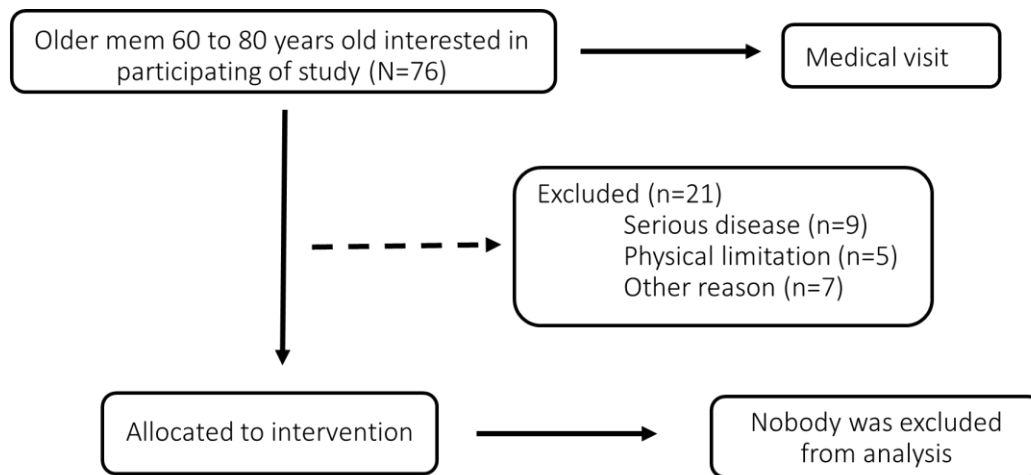 Older mem 60 to 80 years old interested in
participating of study (N=76)
Medical visit
Excluded (n=21)
Serious disease (n=9)
Physical limitation (n=5)
Other reason (n=7)
Allocated to intervention
Nobody was excluded
from analysis